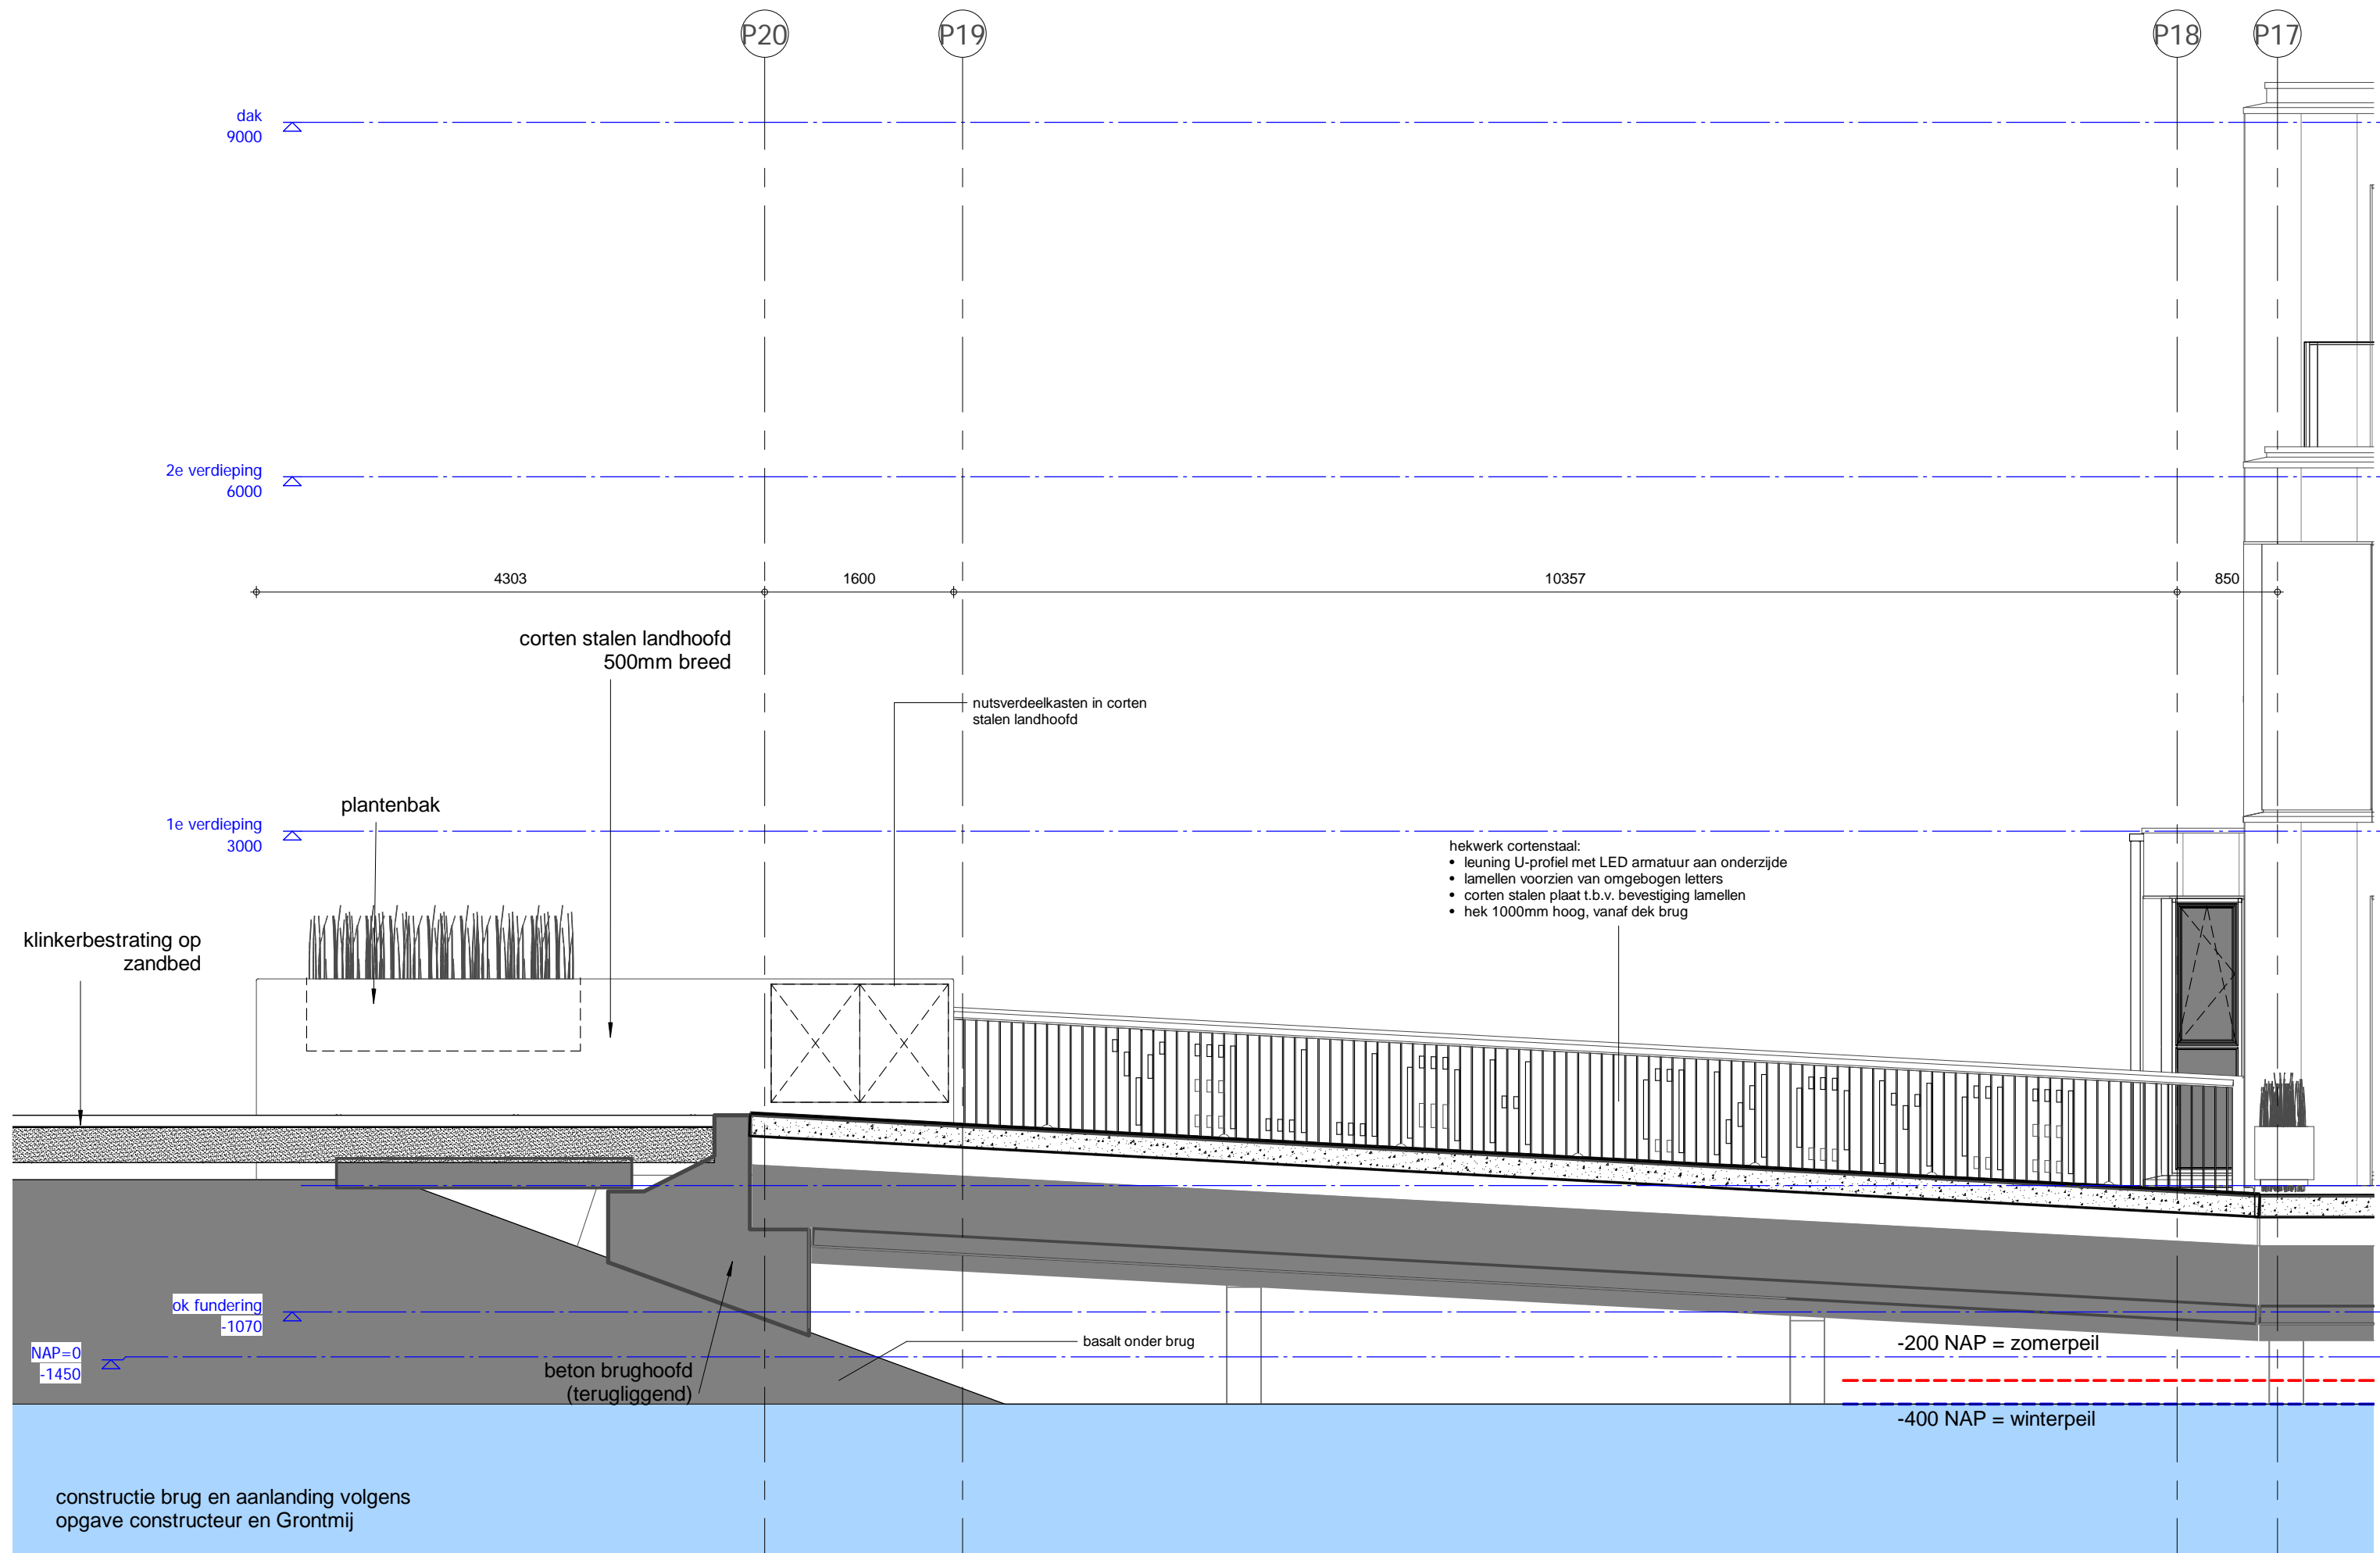 P20
P19
P18
P17
dak
9000
2e verdieping
6000
4303
1600
10357
850
corten stalen landhoofd
500mm breed
nutsverdeelkasten in corten
stalen landhoofd
plantenbak
1e verdieping
3000
hekwerk cortenstaal:
• leuning U-profiel met LED armatuur aan onderzijde
• lamellen voorzien van omgebogen letters
• corten stalen plaat t.b.v. bevestiging lamellen
• hek 1000mm hoog, vanaf dek brug
klinkerbestrating op
zandbed
ok fundering
-1070
NAP=0
-1450
basalt onder brug
-200 NAP = zomerpeil
beton brughoofd
(terugliggend)
-400 NAP = winterpeil
constructie brug en aanlanding volgens
opgave constructeur en Grontmij